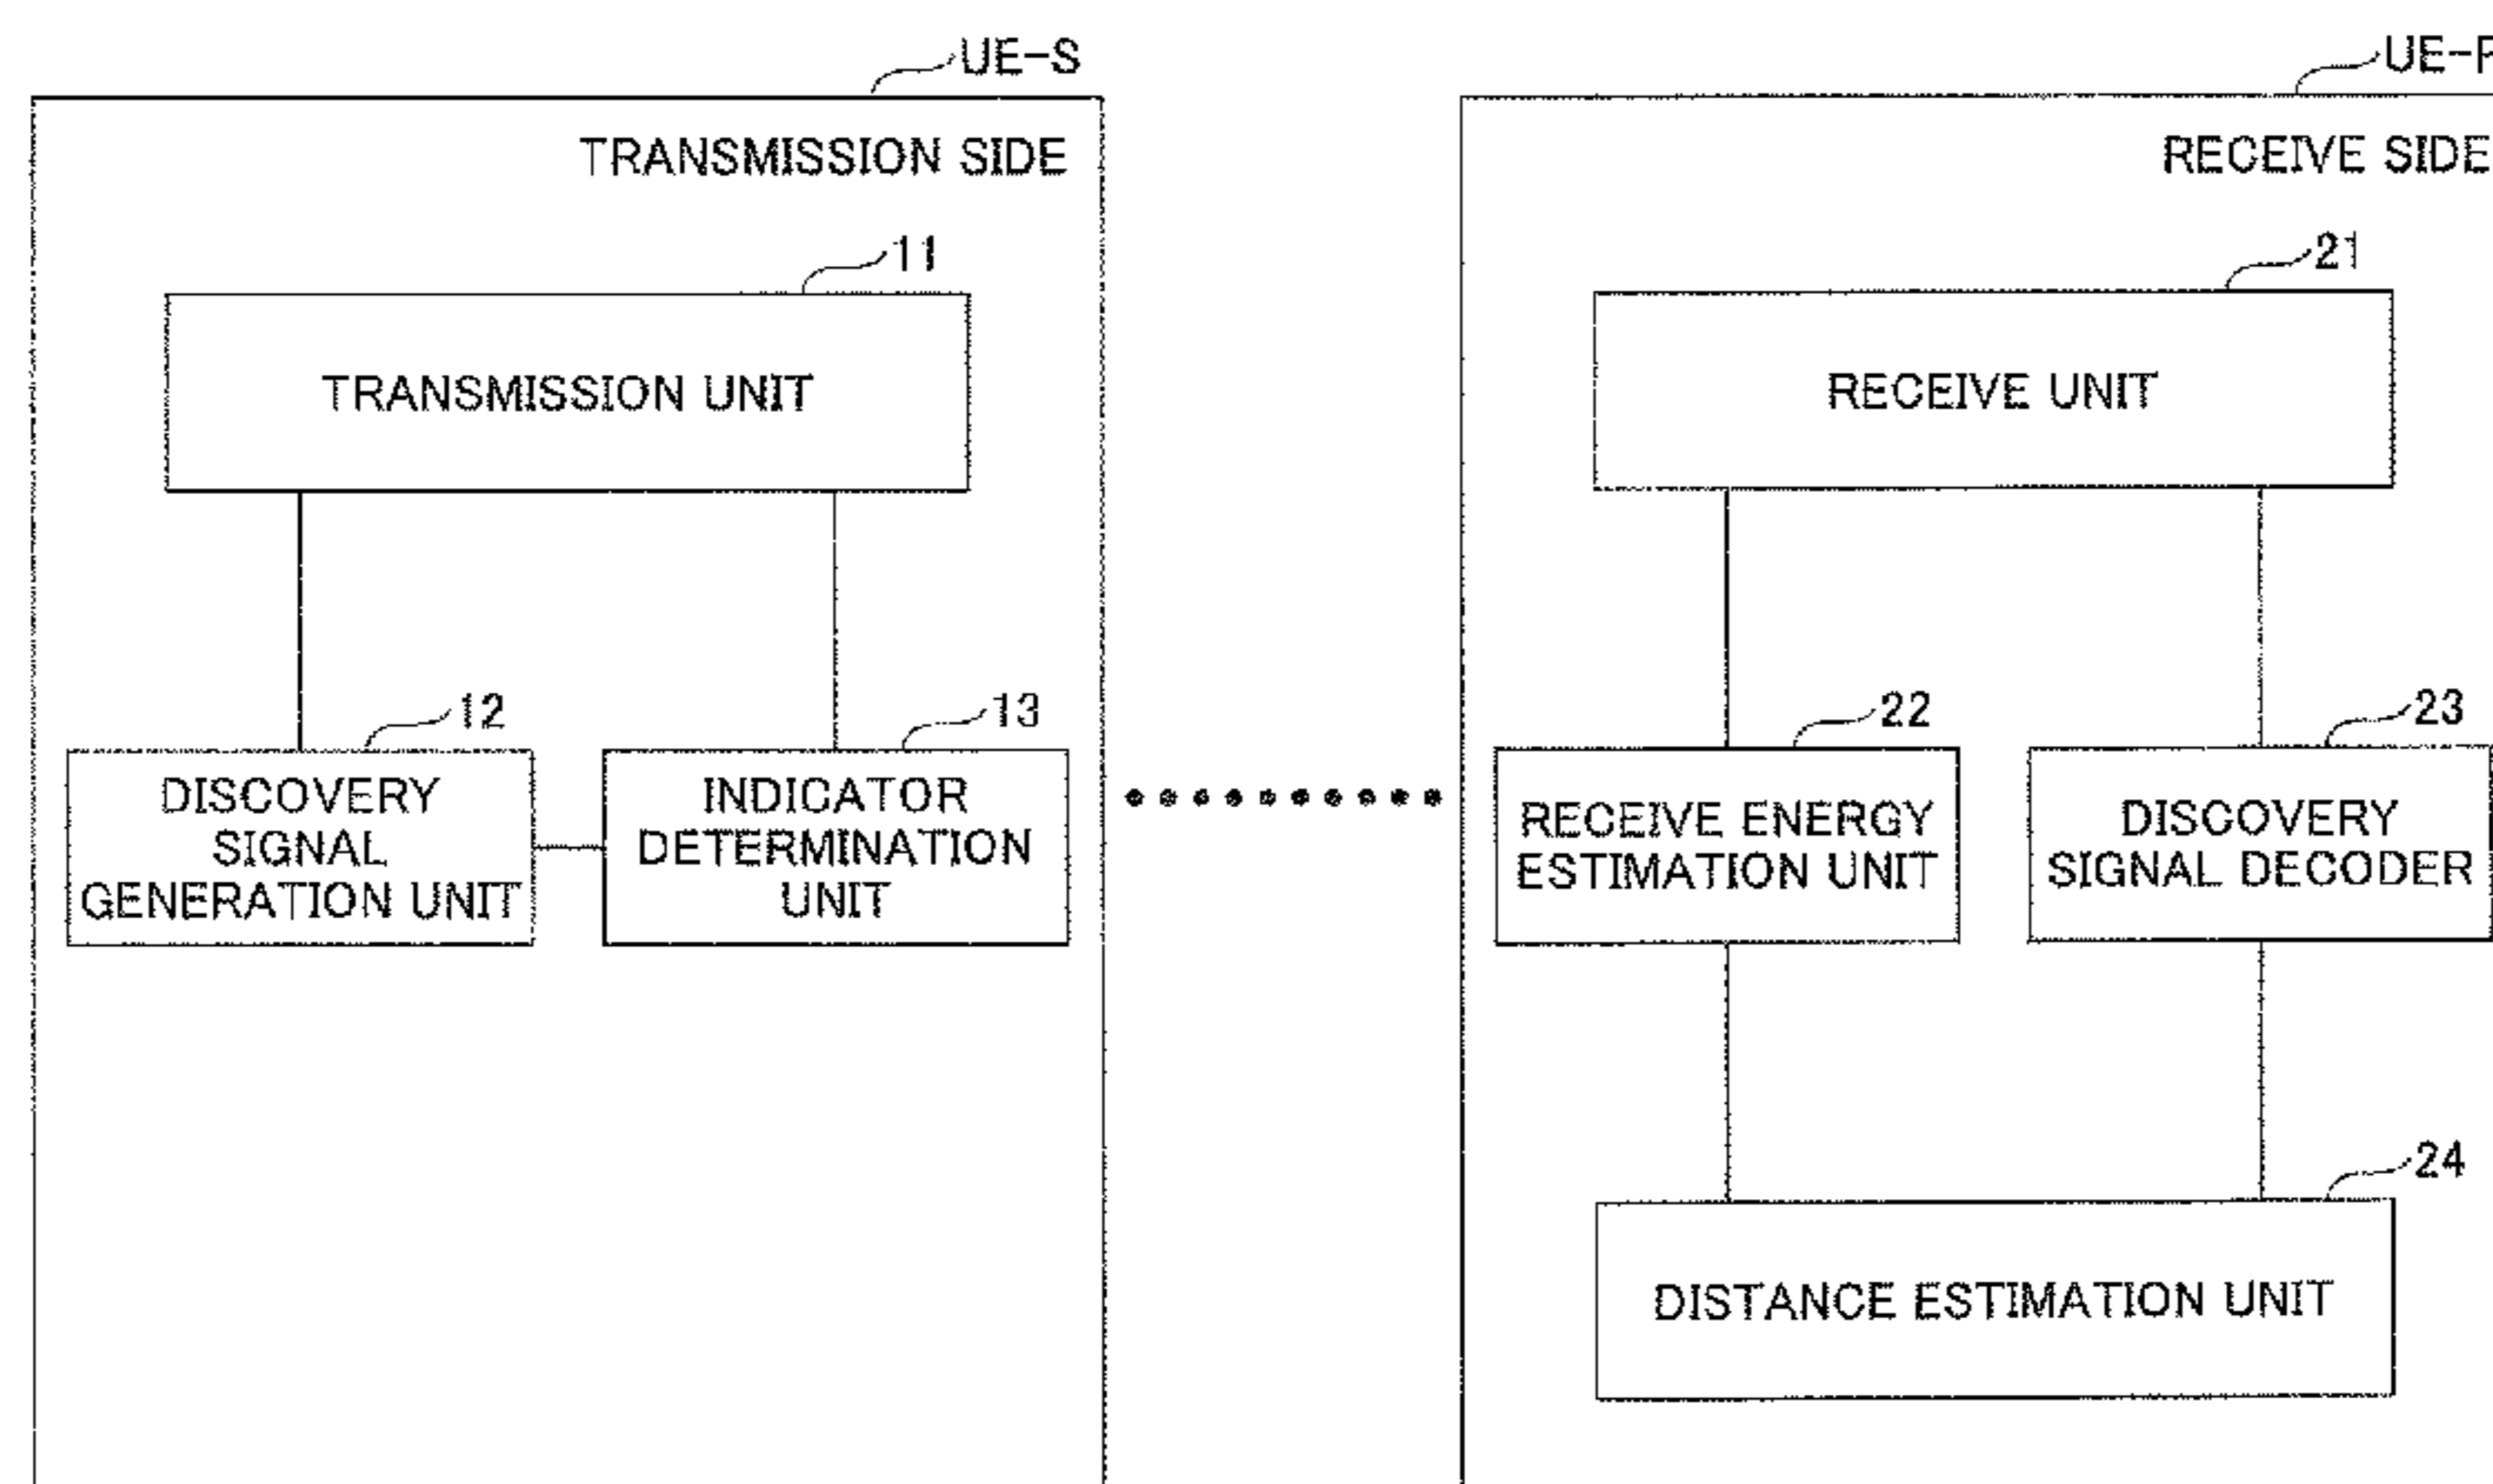 UE-S
TRANSMISSION SIDE
11
TRANSMISSION UNIT
12
DISCOVERY
SIGNAL
GENERATION UNIT
13
INDICATOR
DETERMINATION
UNIT
RECEIVE SIDE
21
RECEIVE UNIT
22
RECEIVE ENERGY
ESTIMATION UNIT
23
DISCOVERY
SIGNAL DECODER
24
DISTANCE ESTIMATION UNIT